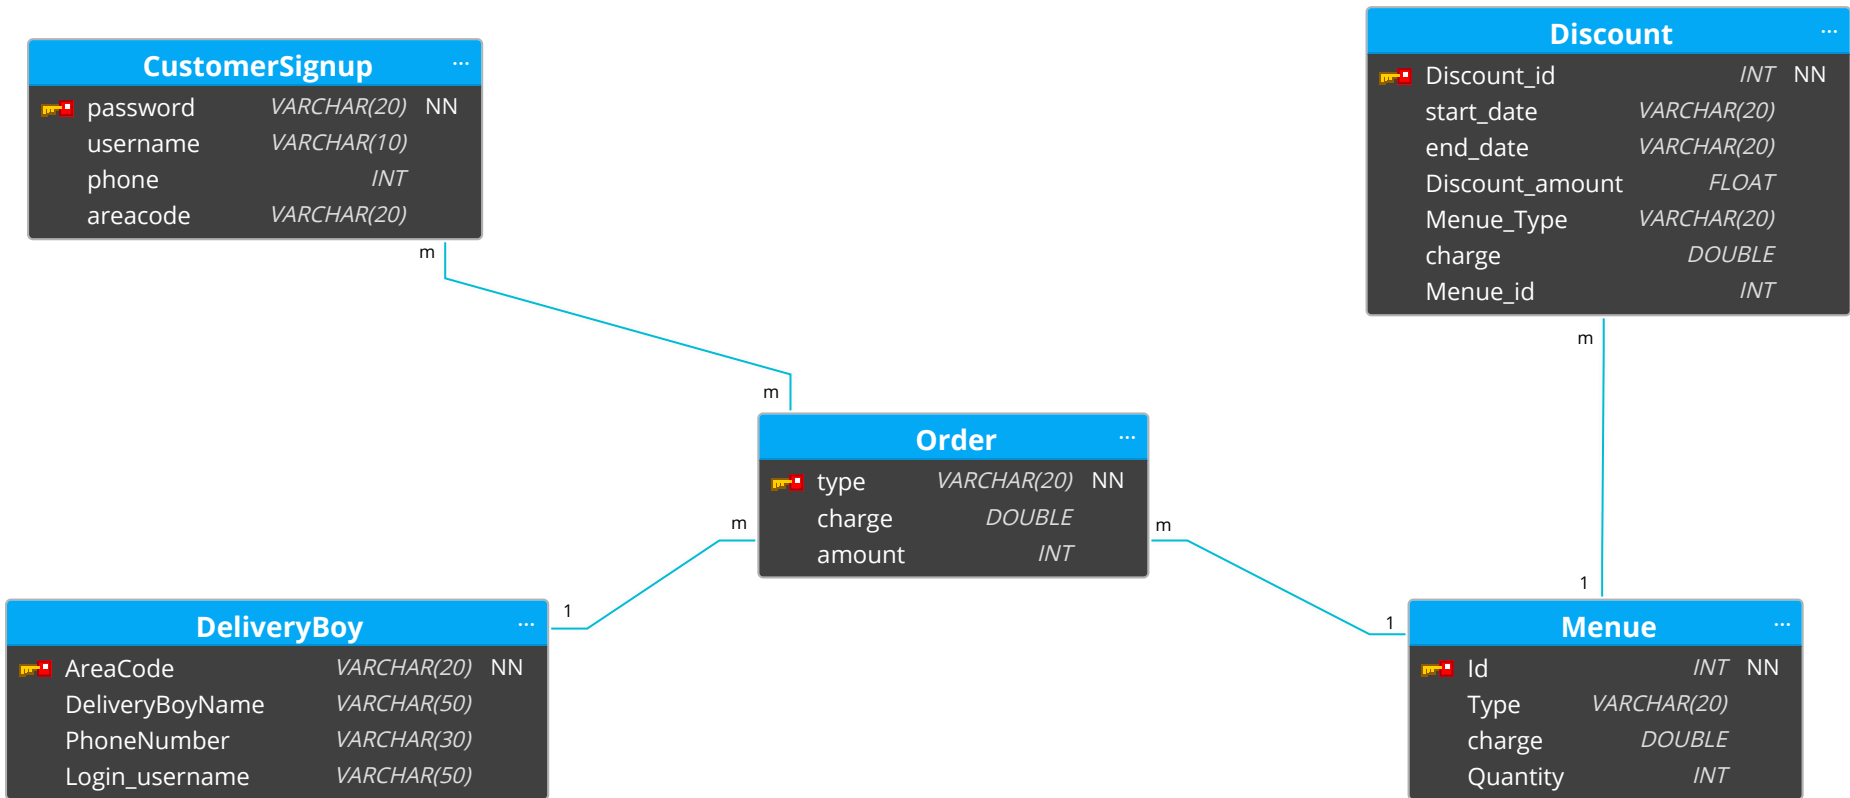 CustomerSignup ...
password VARCHAR(20) NN
username VARCHAR(10)
phone INT
areacode VARCHAR(20)
m
Discount ...
Discount_id INT NN
start_date VARCHAR(20)
end_date VARCHAR(20)
Discount_amount FLOAT
Menue_Type VARCHAR(20)
charge DOUBLE
Menue_id INT
m
m
Order ...
type VARCHAR(20) NN
charge DOUBLE
amount INT
m
m
1
1
1
DeliveryBoy ...
AreaCode VARCHAR(20) NN
DeliveryBoyName VARCHAR(50)
PhoneNumber VARCHAR(30)
Login_username VARCHAR(50)
Menue ...
Id INT NN
Type VARCHAR(20)
charge DOUBLE
Quantity INT